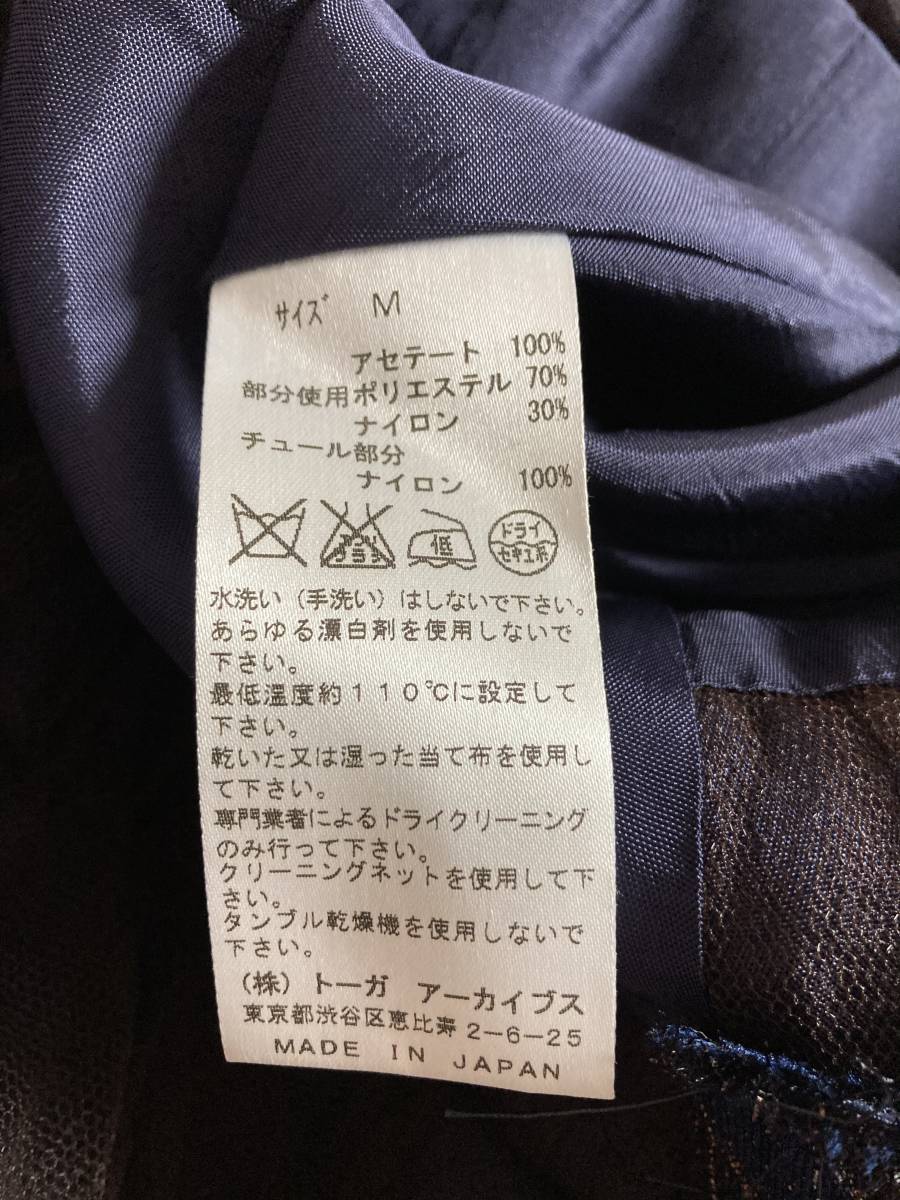 サイズ M
アセテート 100%
部分使用ポリエステル 70%
ナイロン 30%
チュール部分
ナイロン 100%
エンソ サラシ 低 ドライ セキユ系
水洗い（手洗い）はしないで下さい。
あらゆる漂白剤を使用しないで
下さい。
最低温度約１１０℃に設定して
下さい。
乾いた又は湿った当て布を使用し
て下さい。
専門業者によるドライクリーニング
のみ行って下さい。
クリーニングネットを使用して下
さい。
タンブル乾燥機を使用しないで
下さい。
（株）トーガ アーカイブス
東京都渋谷区恵比寿２－６－２５
MADE IN JAPAN